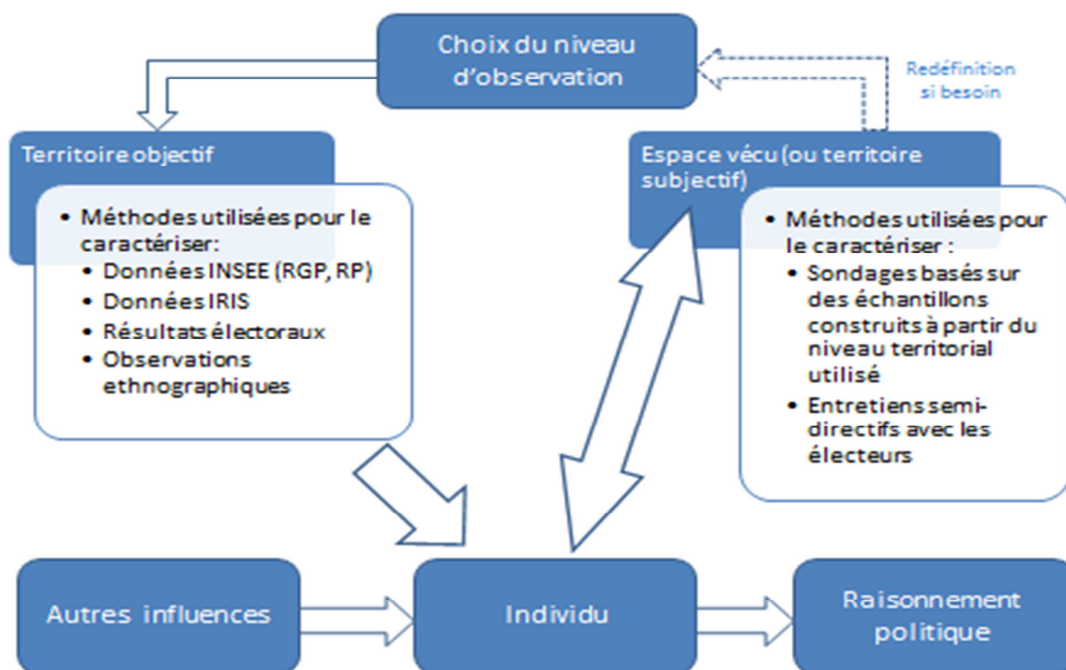 Choix du niveau
d'observation
Redéfinition
si besoin
Territoire objectif
• Méthodes utilisées pour le
caractériser:
• Données INSEE (RGP, RP)
• Données IRIS
• Résultats électoraux
• Observations
ethnographiques
Espace vécu (ou territoire
subjectif)
• Méthodes utilisées pour
le caractériser :
• Sondages basés sur
des échantillons
construits à partir du
niveau territorial
utilisé
• Entretiens semi-
directifs avec les
électeurs
Autres influences
Individu
Raisonnement
politique